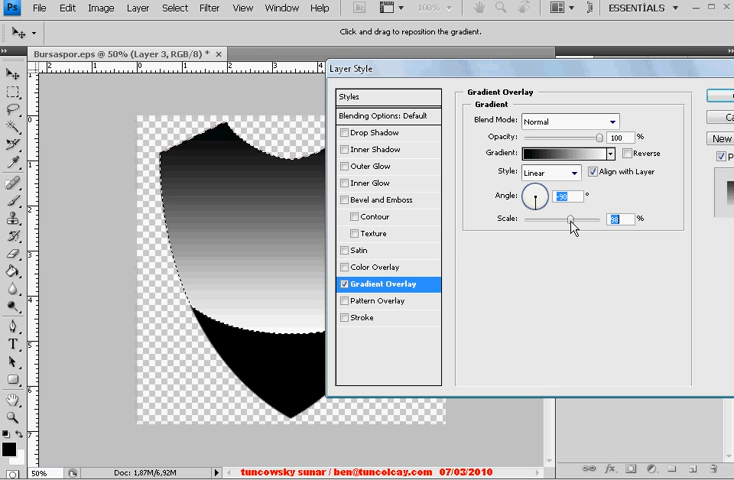 Ps File Edit Image Layer Select Filter View Window Help 100% ESSENTIALS
Click and drag to reposition the gradient.
Bursaspor.eps @ 50% (Layer 3, RGB/8) *
Layer Style
Styles
Blending Options: Default
Drop Shadow
Inner Shadow
Outer Glow
Inner Glow
Bevel and Emboss
Contour
Texture
Satin
Color Overlay
Gradient Overlay
Pattern Overlay
Stroke
Gradient Overlay
Gradient
Blend Mode: Normal
Opacity: 100 %
Gradient: Reverse
Style: Linear Align with Layer
Angle: -90 °
Scale: 98 %
Ca
New
P
50% Doc: 1,87M/6,92M
tuncowsky sunar / ben@tuncolcay.com 07/03/2010